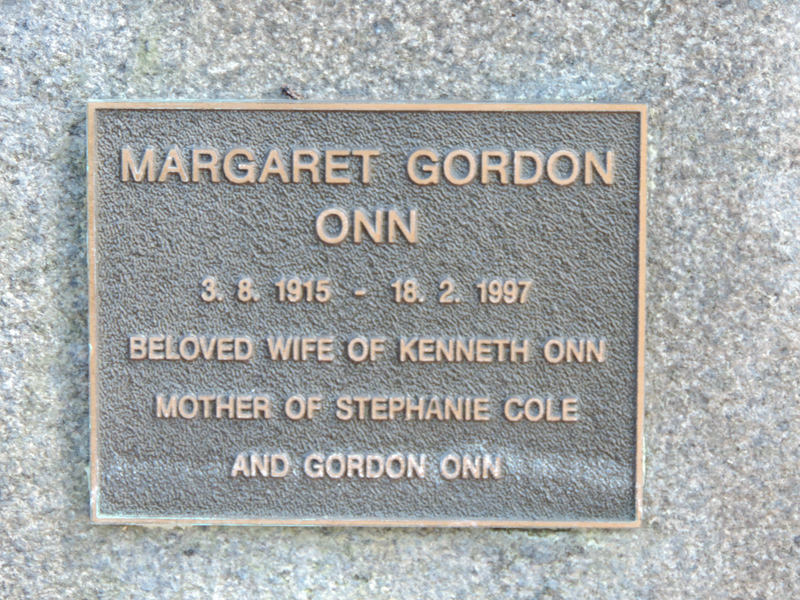 MARGARET GORDON
ONN
3. 8. 1915 - 18. 2. 1997
BELOVED WIFE OF KENNETH ONN
MOTHER OF STEPHANIE COLE
AND GORDON ONN